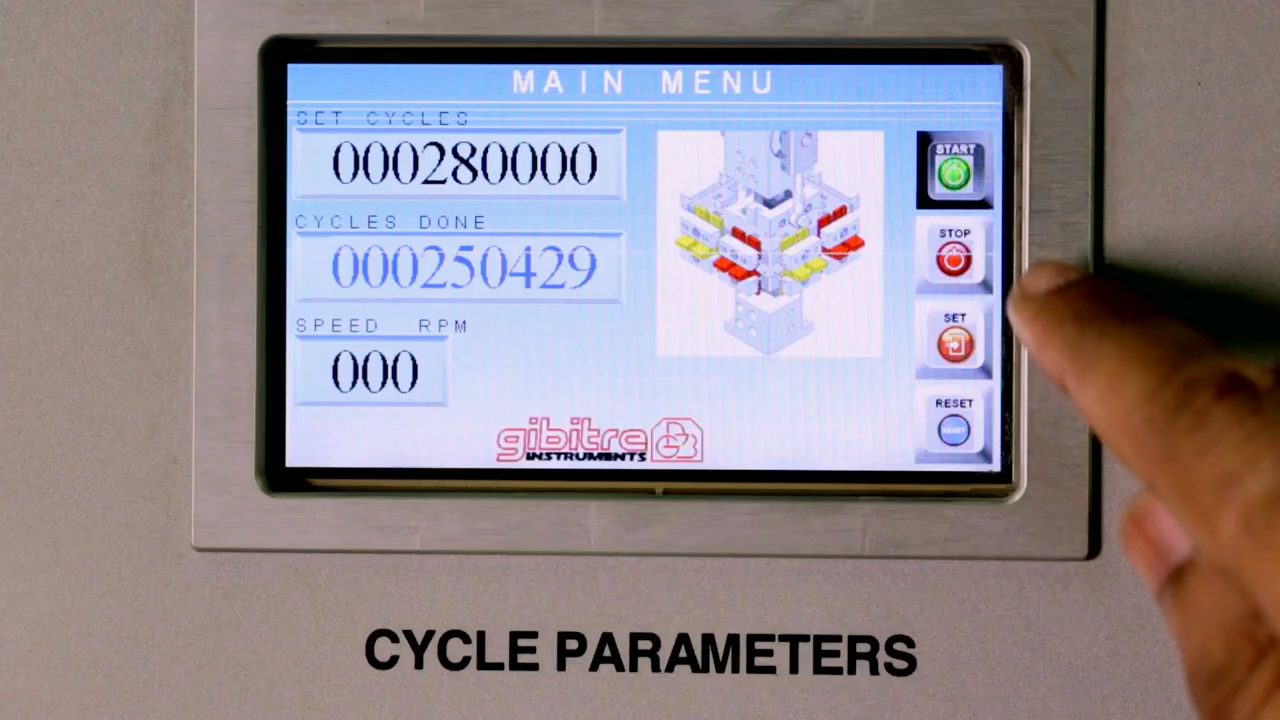 MAIN MENU
SET CYCLES
000280000
CYCLES DONE
000250429
SPEED RPM
000
START
STOP
SET
RESET
RESET
gibitre
INSTRUMENTS
CYCLE PARAMETERS